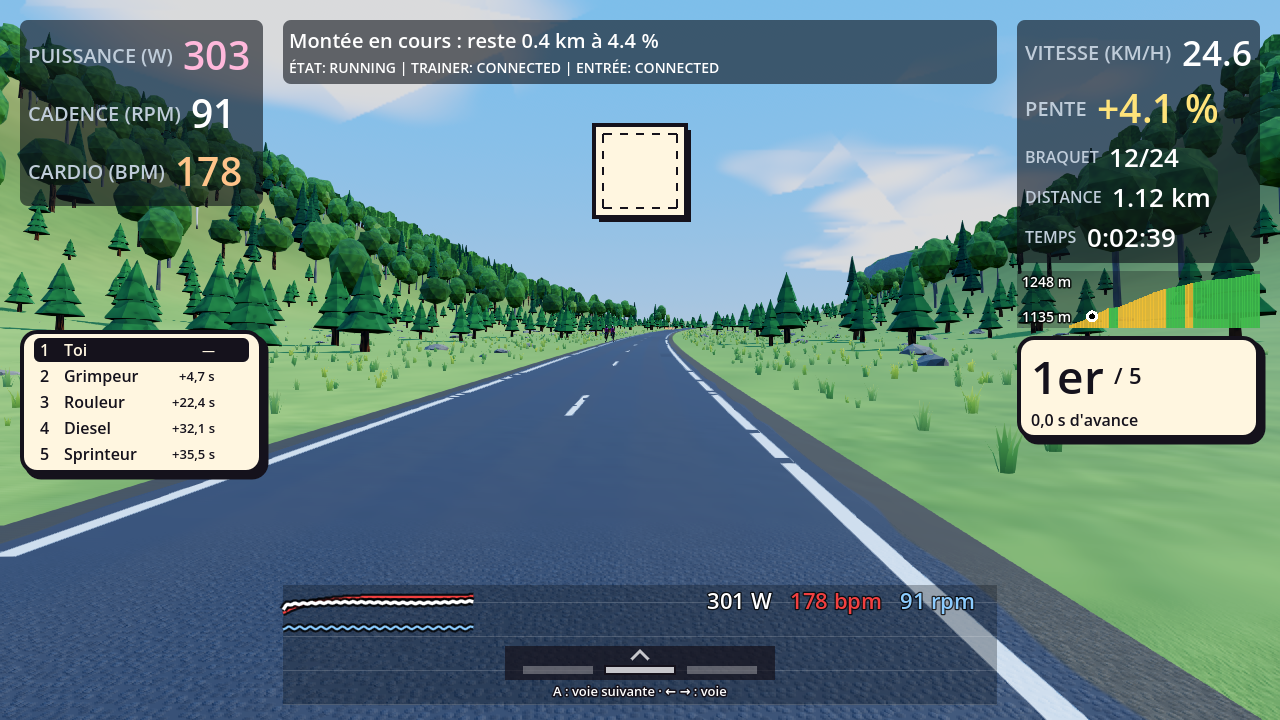 PUISSANCE (W) 303
CADENCE (RPM) 91
CARDIO (BPM) 178
Montée en cours : reste 0.4 km à 4.4 %
ÉTAT: RUNNING | TRAINER: CONNECTED | ENTRÉE: CONNECTED
VITESSE (KM/H) 24.6
PENTE +4.1 %
BRAQUET 12/24
DISTANCE 1.12 km
TEMPS 0:02:39
1248 m
1135 m
1 Toi —
2 Grimpeur +4,7 s
3 Rouleur +22,4 s
4 Diesel +32,1 s
5 Sprinteur +35,5 s
1er / 5
0,0 s d'avance
301 W 178 bpm 91 rpm
A : voie suivante · ← → : voie